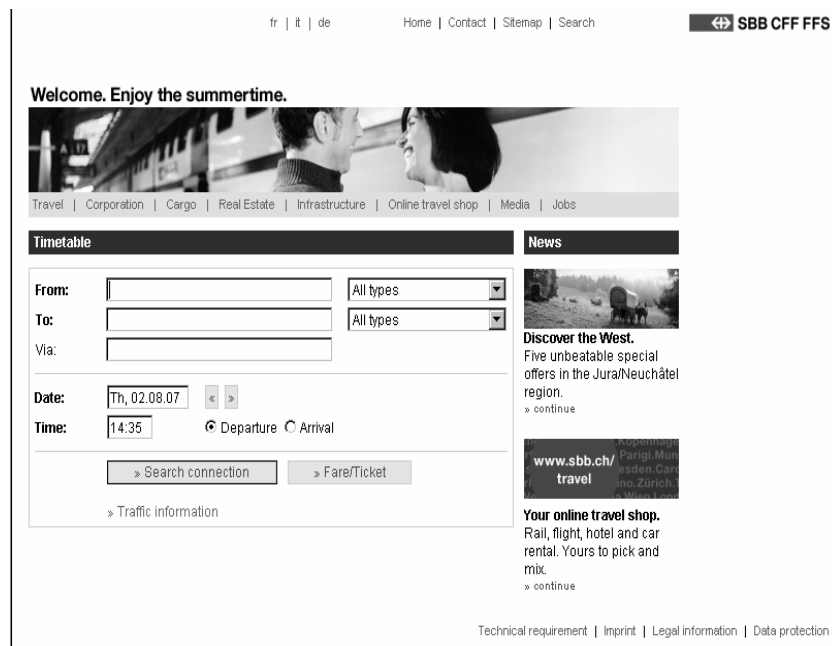 fr | it | de
Home | Contact | Sitemap | Search
SBB CFF FFS
Welcome. Enjoy the summertime.
Travel | Corporation | Cargo | Real Estate | Infrastructure | Online travel shop | Media | Jobs
Timetable
From: All types
To: All types
Via:
Date: Th, 02.08.07 « »
Time: 14:35 Departure Arrival
» Search connection » Fare/Ticket
» Traffic information
News
Discover the West.
Five unbeatable special
offers in the Jura/Neuchâtel
region.
» continue
www.sbb.ch/
travel
Your online travel shop.
Rail, flight, hotel and car
rental. Yours to pick and
mix.
» continue
Technical requirement | Imprint | Legal information | Data protection